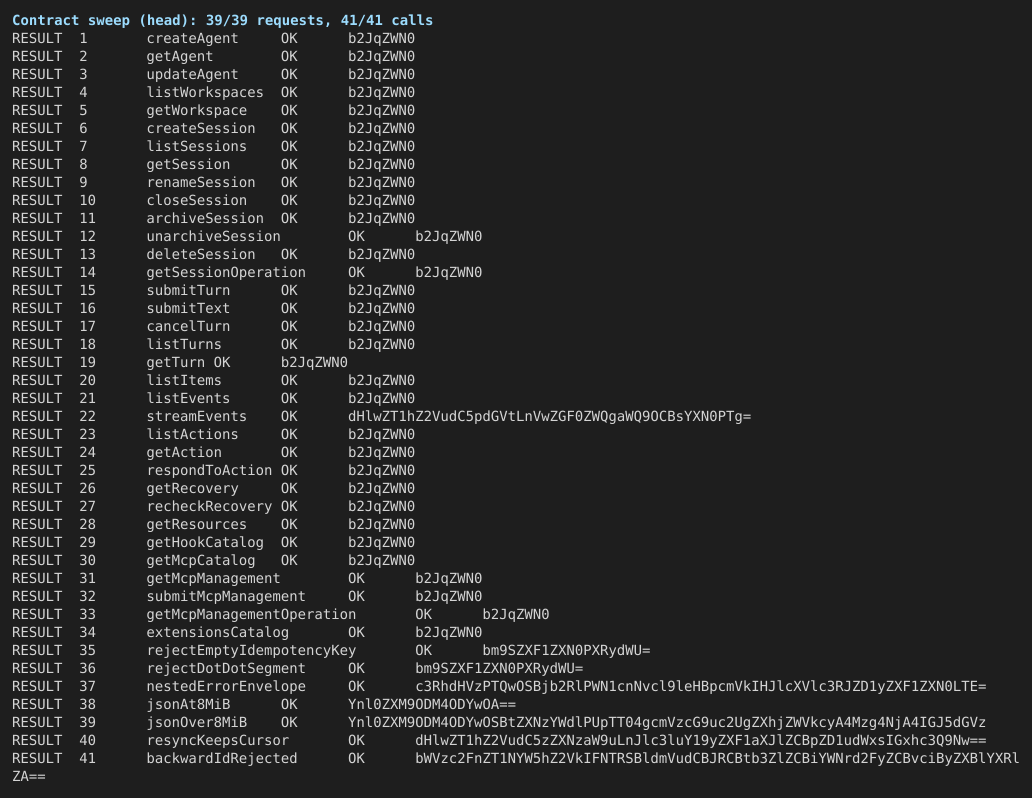 Contract sweep (head): 39/39 requests, 41/41 calls
RESULT 1 createAgent OK b2JqZWN0
RESULT 2 getAgent OK b2JqZWN0
RESULT 3 updateAgent OK b2JqZWN0
RESULT 4 listWorkspaces OK b2JqZWN0
RESULT 5 getWorkspace OK b2JqZWN0
RESULT 6 createSession OK b2JqZWN0
RESULT 7 listSessions OK b2JqZWN0
RESULT 8 getSession OK b2JqZWN0
RESULT 9 renameSession OK b2JqZWN0
RESULT 10 closeSession OK b2JqZWN0
RESULT 11 archiveSession OK b2JqZWN0
RESULT 12 unarchiveSession OK b2JqZWN0
RESULT 13 deleteSession OK b2JqZWN0
RESULT 14 getSessionOperation OK b2JqZWN0
RESULT 15 submitTurn OK b2JqZWN0
RESULT 16 submitText OK b2JqZWN0
RESULT 17 cancelTurn OK b2JqZWN0
RESULT 18 listTurns OK b2JqZWN0
RESULT 19 getTurn OK b2JqZWN0
RESULT 20 listItems OK b2JqZWN0
RESULT 21 listEvents OK b2JqZWN0
RESULT 22 streamEvents OK dHlwZT1hZ2VudC5pdGVtLnVwZGF0ZWQgaWQ9OCBsYXN0PTg=
RESULT 23 listActions OK b2JqZWN0
RESULT 24 getAction OK b2JqZWN0
RESULT 25 respondToAction OK b2JqZWN0
RESULT 26 getRecovery OK b2JqZWN0
RESULT 27 recheckRecovery OK b2JqZWN0
RESULT 28 getResources OK b2JqZWN0
RESULT 29 getHookCatalog OK b2JqZWN0
RESULT 30 getMcpCatalog OK b2JqZWN0
RESULT 31 getMcpManagement OK b2JqZWN0
RESULT 32 submitMcpManagement OK b2JqZWN0
RESULT 33 getMcpManagementOperation OK b2JqZWN0
RESULT 34 extensionsCatalog OK b2JqZWN0
RESULT 35 rejectEmptyIdempotencyKey OK bm9SZXF1ZXN0PXRydWU=
RESULT 36 rejectDotDotSegment OK bm9SZXF1ZXN0PXRydWU=
RESULT 37 nestedErrorEnvelope OK c3RhdHVzPTQwOSBjb2RlPWN1cnNvcl9leHBpcmVkIHJlcXVlc3RJZD1yZXF1ZXN0LTE=
RESULT 38 jsonAt8MiB OK Ynl0ZXM9ODM4ODYwOA==
RESULT 39 jsonOver8MiB OK Ynl0ZXM9ODM4ODYwOSBtZXNzYWdlPUpTT04gcmVzcG9uc2UgZXhjZWVkcyA4Mzg4NjA4IGJ5dGVz
RESULT 40 resyncKeepsCursor OK dHlwZT1hZ2VudC5zZXNzaW9uLnJlc3luY19yZXF1aXJlZCBpZD1udWxsIGxhc3Q9Nw==
RESULT 41 backwardIdRejected OK bWVzc2FnZT1NYW5hZ2VkIFNTRSBldmVudCBJRCBtb3ZlZCBiYWNrd2FyZCBvciByZXBlYXRl
ZA==